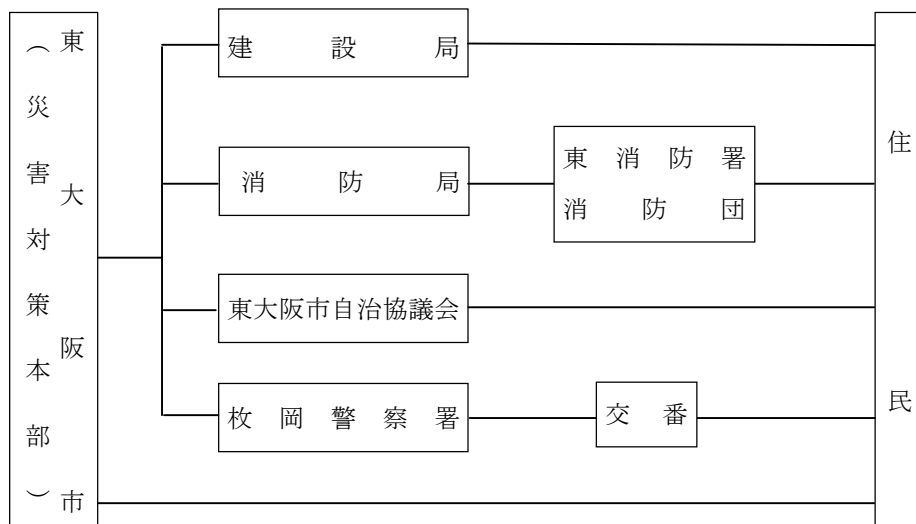 東大阪市
（災害対策本部）
建設局
消防局
東消防署
消防団
東大阪市自治協議会
枚岡警察署
交番
住民